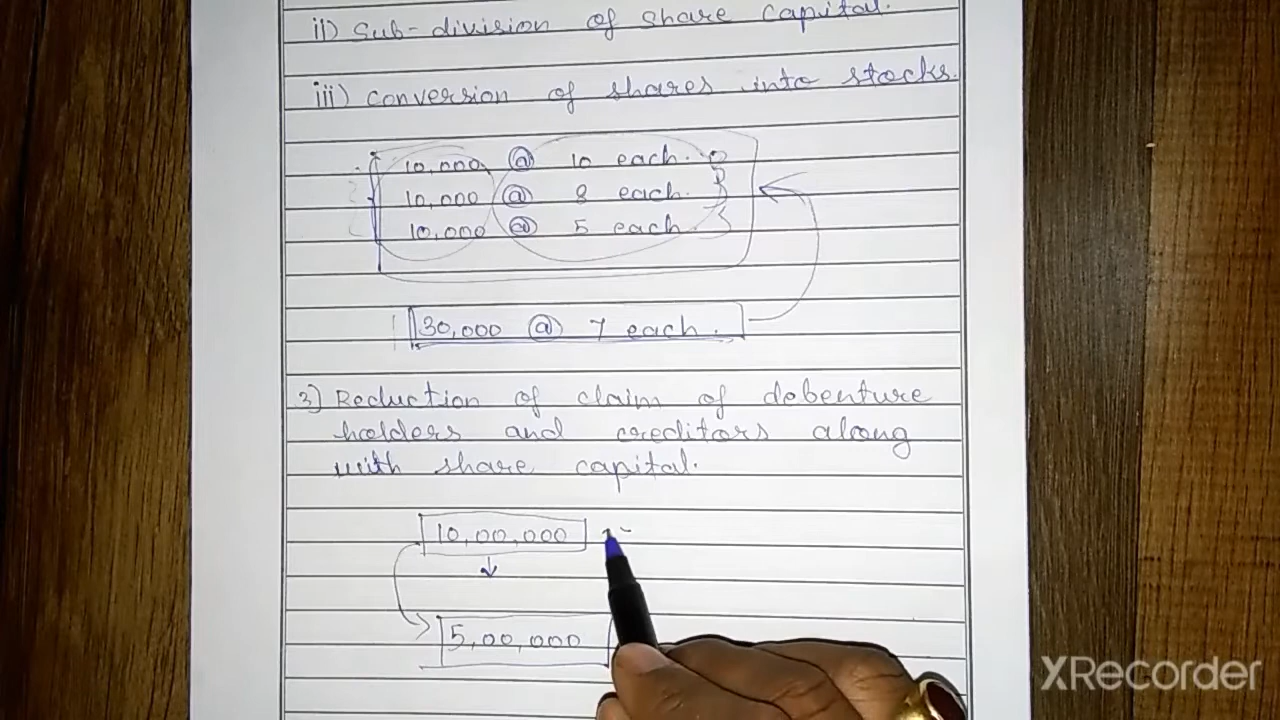 ii) Sub-division of share capital.
iii) Conversion of shares into stocks.
10,000 @ 10 each.
10,000 @ 8 each.
10,000 @ 5 each.
30,000 @ 7 each.
3) Reduction of claim of debenture
holders and creditors along
with share capital.
10,00,000
5,00,000
XRecorder